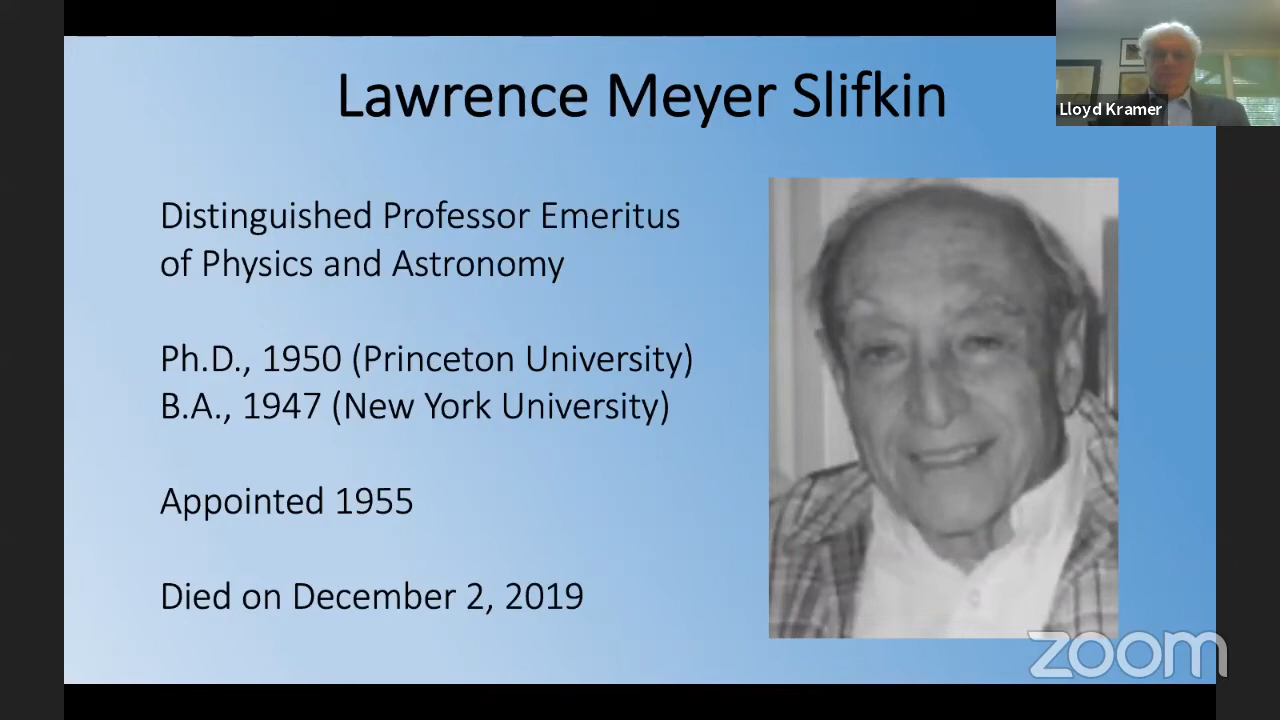 Lawrence Meyer Slifkin
Lloyd Kramer
Distinguished Professor Emeritus
of Physics and Astronomy
Ph.D., 1950 (Princeton University)
B.A., 1947 (New York University)
Appointed 1955
Died on December 2, 2019
zoom